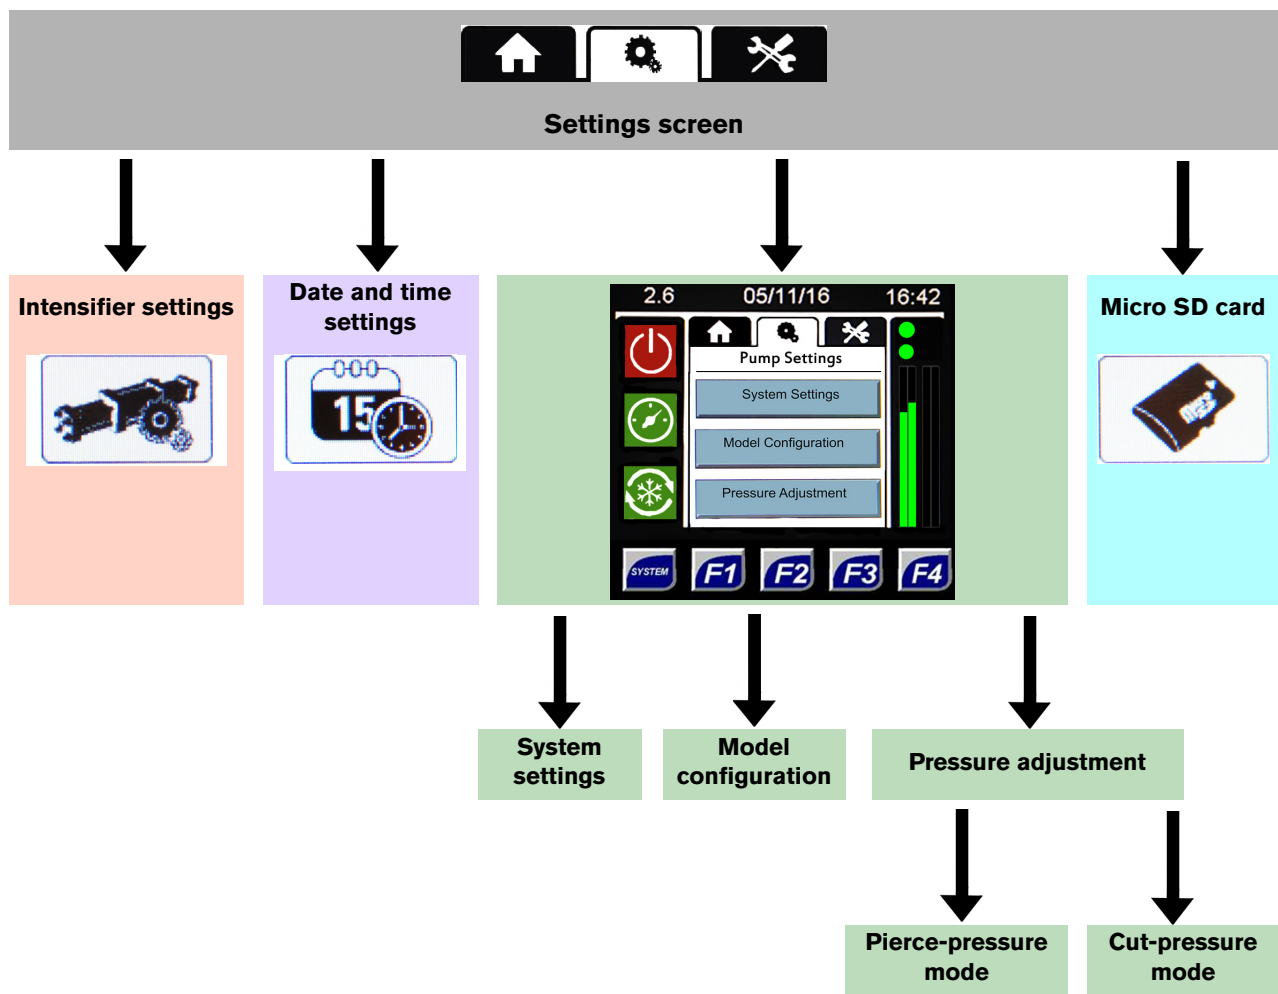 Settings screen
Intensifier settings
Date and time
settings
15
2.6 05/11/16 16:42
Pump Settings
System Settings
Model Configuration
Pressure Adjustment
SYSTEM F1 F2 F3 F4
Micro SD card
System
settings
Model
configuration
Pressure adjustment
Pierce-pressure
mode
Cut-pressure
mode